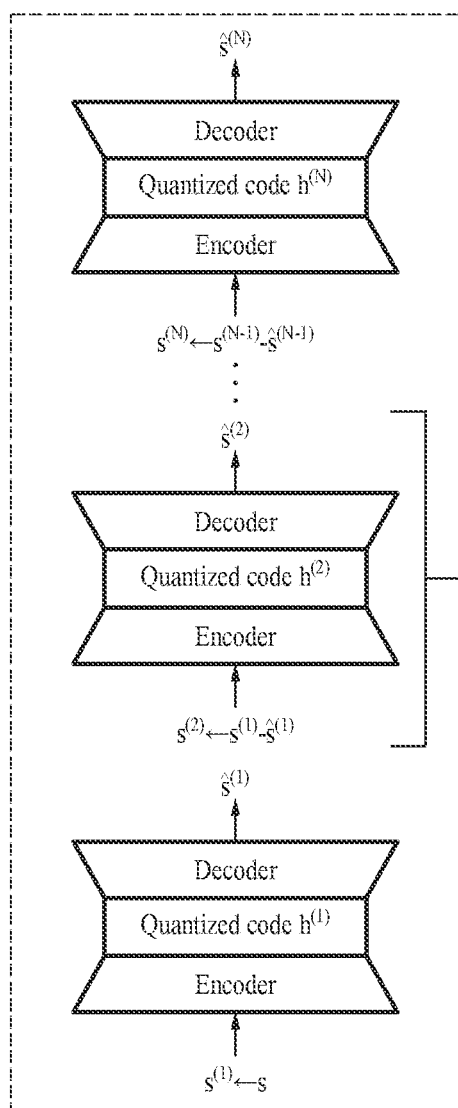 ŝ^(N)
Decoder
Quantized code h^(N)
Encoder
s^(N)←s^(N-1)-ŝ^(N-1)
ŝ^(2)
Decoder
Quantized code h^(2)
Encoder
s^(2)←s^(1)-ŝ^(1)
ŝ^(1)
Decoder
Quantized code h^(1)
Encoder
s^(1)←s